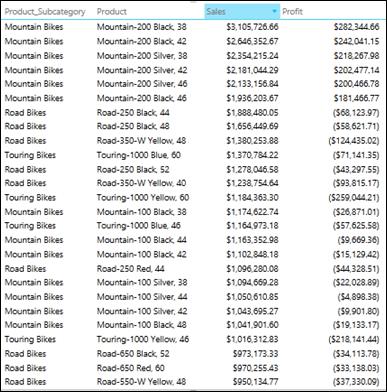 Product_Subcategory Product Sales Profit
Mountain Bikes Mountain-200 Black, 38 $3,105,726.66 $282,344.66
Mountain Bikes Mountain-200 Black, 42 $2,646,352.67 $242,041.15
Mountain Bikes Mountain-200 Silver, 38 $2,354,215.24 $218,267.98
Mountain Bikes Mountain-200 Silver, 42 $2,181,044.29 $202,477.14
Mountain Bikes Mountain-200 Silver, 46 $2,133,156.84 $200,466.78
Mountain Bikes Mountain-200 Black, 46 $1,936,203.67 $181,466.77
Road Bikes Road-250 Black, 44 $1,888,480.05 ($68,123.97)
Road Bikes Road-250 Black, 48 $1,656,449.69 ($58,621.71)
Road Bikes Road-350-W Yellow, 48 $1,380,253.88 ($124,435.02)
Touring Bikes Touring-1000 Blue, 60 $1,370,784.22 ($71,141.35)
Road Bikes Road-250 Black, 52 $1,278,046.58 ($43,297.55)
Road Bikes Road-350-W Yellow, 40 $1,238,754.64 ($93,815.17)
Touring Bikes Touring-1000 Yellow, 60 $1,184,363.30 ($259,044.21)
Mountain Bikes Mountain-100 Black, 38 $1,174,622.74 ($26,871.01)
Touring Bikes Touring-1000 Blue, 46 $1,164,973.18 ($57,625.58)
Mountain Bikes Mountain-100 Black, 44 $1,163,352.98 ($9,669.36)
Mountain Bikes Mountain-100 Black, 42 $1,102,848.18 ($15,129.42)
Road Bikes Road-250 Red, 44 $1,096,280.08 ($44,328.51)
Mountain Bikes Mountain-100 Silver, 38 $1,094,669.28 ($22,028.89)
Mountain Bikes Mountain-100 Silver, 44 $1,050,610.85 ($4,898.38)
Mountain Bikes Mountain-100 Silver, 42 $1,043,695.27 ($9,901.80)
Mountain Bikes Mountain-100 Black, 48 $1,041,901.60 ($19,133.17)
Touring Bikes Touring-1000 Yellow, 46 $1,016,312.83 ($218,141.44)
Road Bikes Road-650 Black, 52 $973,173.33 ($34,113.78)
Road Bikes Road-650 Red, 60 $970,255.43 ($33,138.03)
Road Bikes Road-550-W Yellow, 48 $950,134.77 ($37,330.09)